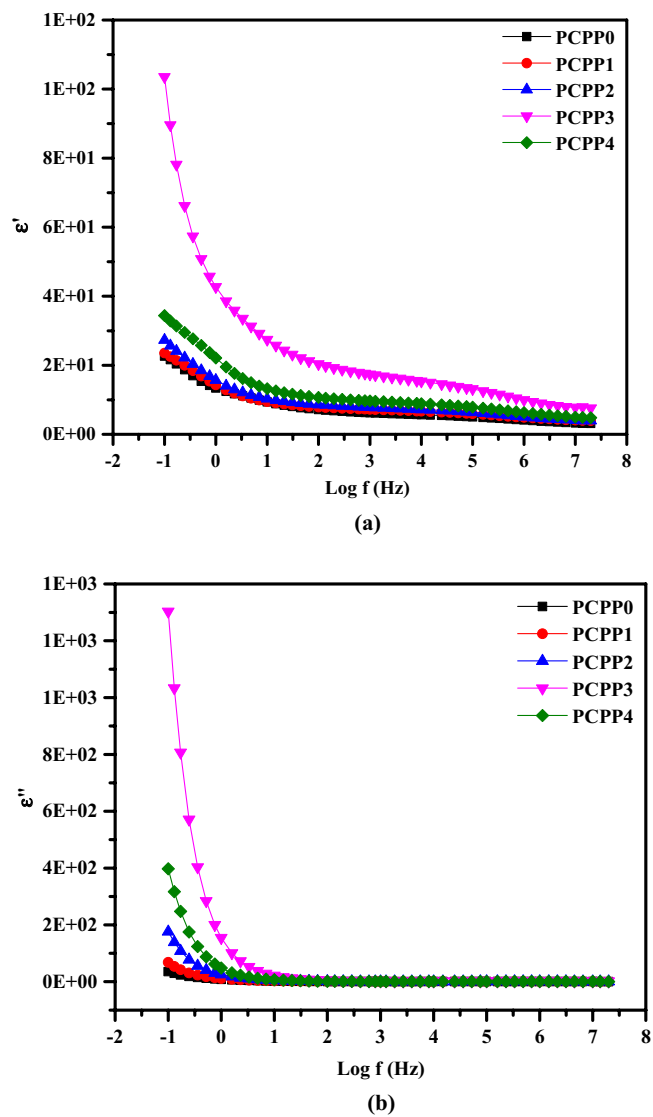 1E+02
1E+02
8E+01
6E+01
4E+01
2E+01
0E+00
ε'
-2 -1 0 1 2 3 4 5 6 7 8
Log f (Hz)
PCPP0
PCPP1
PCPP2
PCPP3
PCPP4
(a)
1E+03
1E+03
1E+03
8E+02
6E+02
4E+02
2E+02
0E+00
ε"
-2 -1 0 1 2 3 4 5 6 7 8
Log f (Hz)
PCPP0
PCPP1
PCPP2
PCPP3
PCPP4
(b)